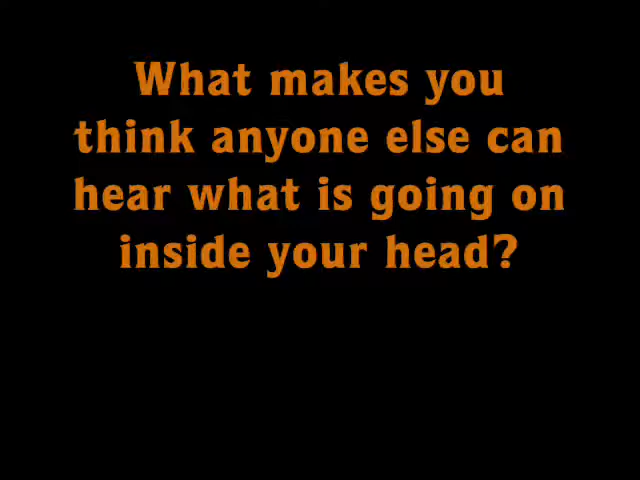 What makes you
think anyone else can
hear what is going on
inside your head?